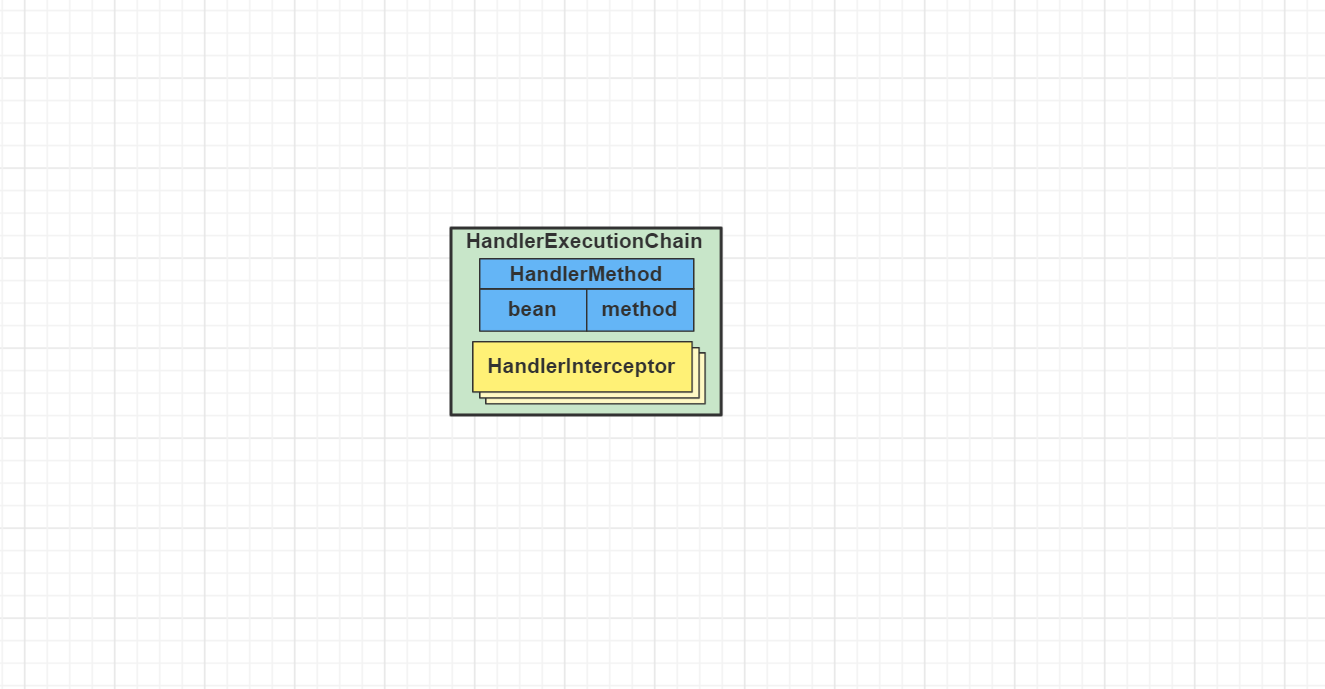 HandlerExecutionChain
HandlerMethod
bean method
HandlerInterceptor